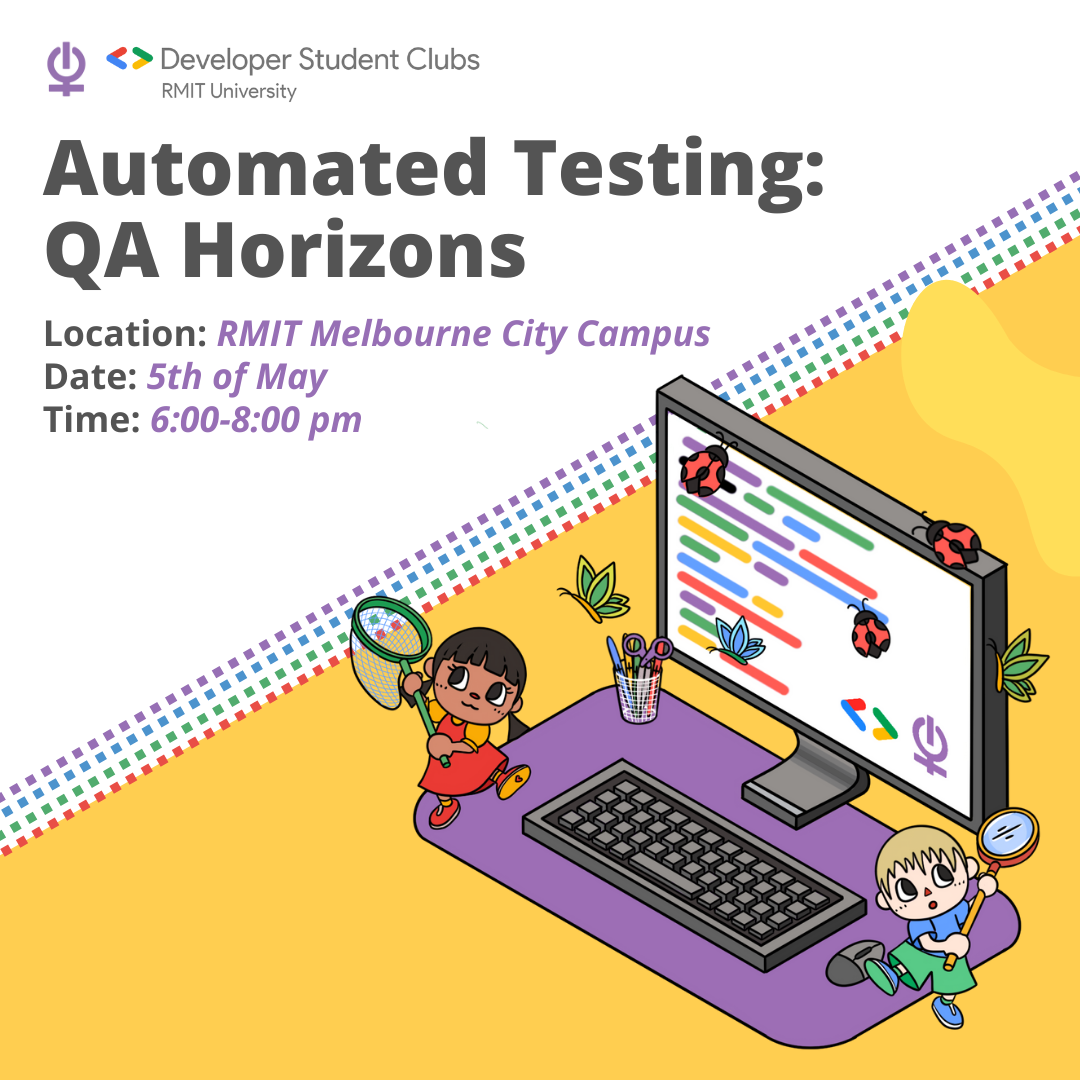 Developer Student Clubs
RMIT University
Automated Testing:
QA Horizons
Location: RMIT Melbourne City Campus
Date: 5th of May
Time: 6:00-8:00 pm